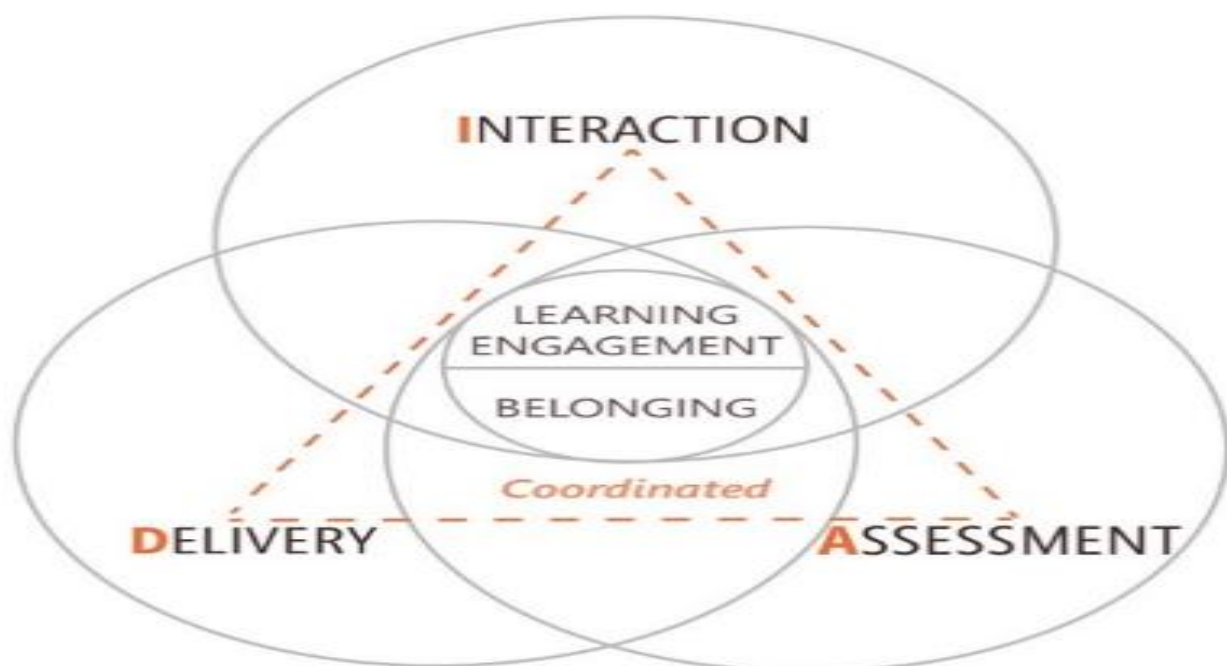 INTERACTION
LEARNING
ENGAGEMENT
BELONGING
Coordinated
DELIVERY
ASSESSMENT